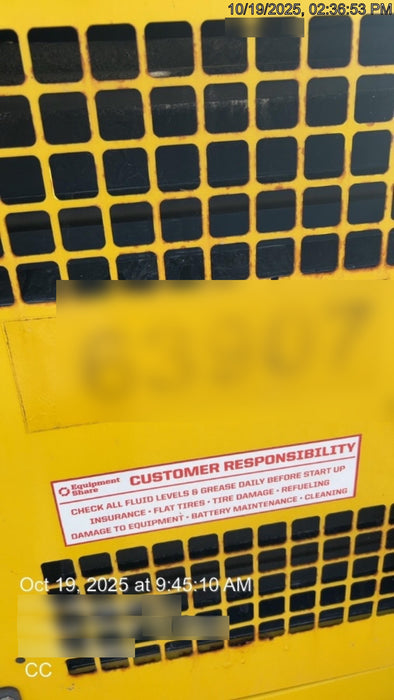 10/19/2025, 02:36:53 PM
Equipment
Share
CUSTOMER RESPONSIBILITY
CHECK ALL FLUID LEVELS & GREASE DAILY BEFORE START UP
INSURANCE • FLAT TIRES • TIRE DAMAGE • REFUELING
DAMAGE TO EQUIPMENT • BATTERY MAINTENANCE • CLEANING
Oct 19, 2025 at 9:45:10 AM
CC